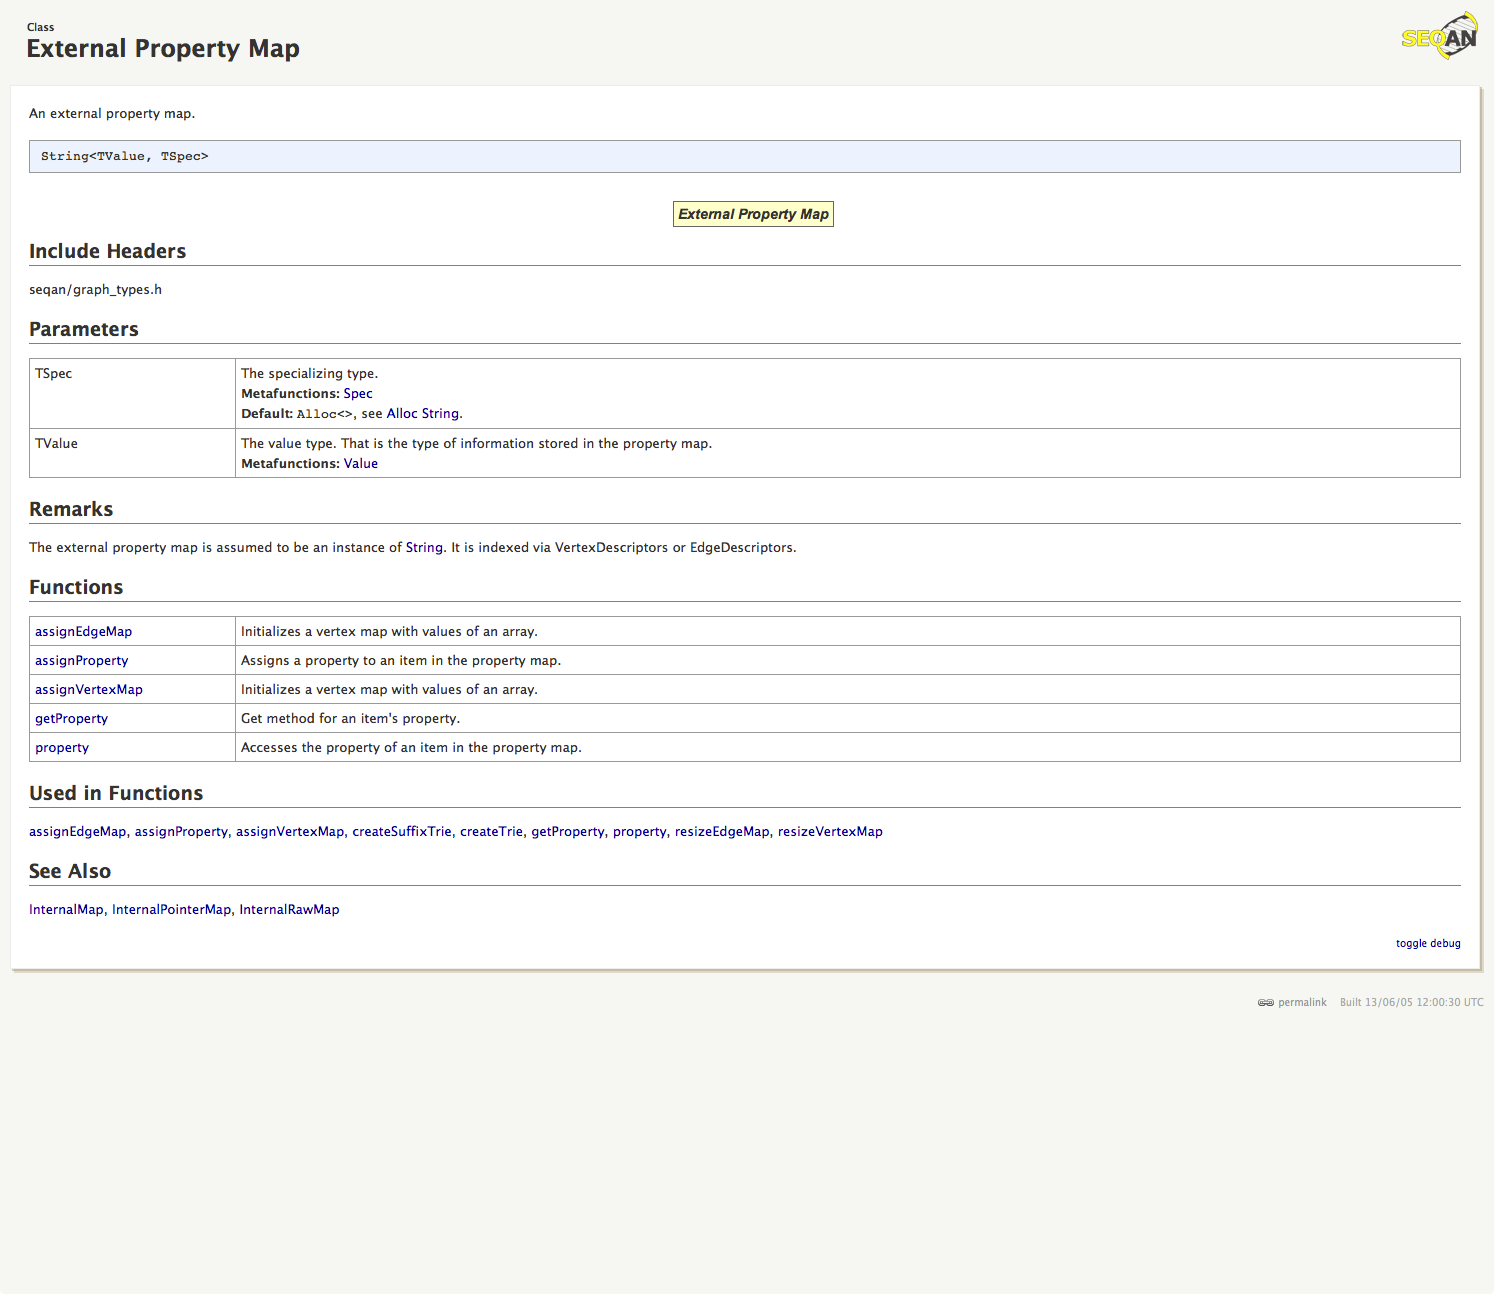 Class
External Property Map
SEQAN
An external property map.
String<TValue, TSpec>
External Property Map
Include Headers
seqan/graph_types.h
Parameters
TSpec
The specializing type.
Metafunctions: Spec
Default: Alloc<>, see Alloc String.
TValue
The value type. That is the type of information stored in the property map.
Metafunctions: Value
Remarks
The external property map is assumed to be an instance of String. It is indexed via VertexDescriptors or EdgeDescriptors.
Functions
assignEdgeMap Initializes a vertex map with values of an array.
assignProperty Assigns a property to an item in the property map.
assignVertexMap Initializes a vertex map with values of an array.
getProperty Get method for an item's property.
property Accesses the property of an item in the property map.
Used in Functions
assignEdgeMap, assignProperty, assignVertexMap, createSuffixTrie, createTrie, getProperty, property, resizeEdgeMap, resizeVertexMap
See Also
InternalMap, InternalPointerMap, InternalRawMap
toggle debug
permalink Built 13/06/05 12:00:30 UTC